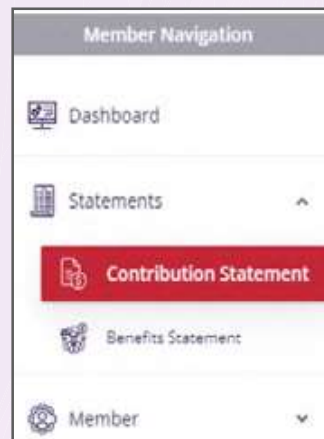 Member Navigation
Dashboard
Statements
Contribution Statement
Benefits Statement
Member